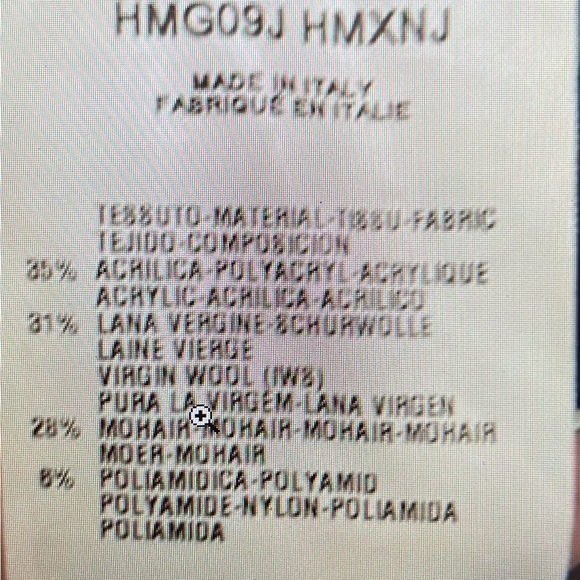 HMG09J HMXNJ
MADE IN ITALY
FABRIQUÉ EN ITALIE
TESSUTO-MATERIAL-TISSU-FABRIC
TEJIDO-COMPOSICION
35% ACRILICA-POLYACRYL-ACRYLIQUE
ACRYLIC-ACRILICA-ACRILICO
31% LANA VERGINE-SCHURWOLLE
LAINE VIERGE
VIRGIN WOOL (IWS)
PURA LA VIRGEM-LANA VIRGEN
28% MOHAIR-MOHAIR-MOHAIR-MOHAIR
MOER-MOHAIR
6% POLIAMIDICA-POLYAMID
POLYAMIDE-NYLON-POLIAMIDA
POLIAMIDA